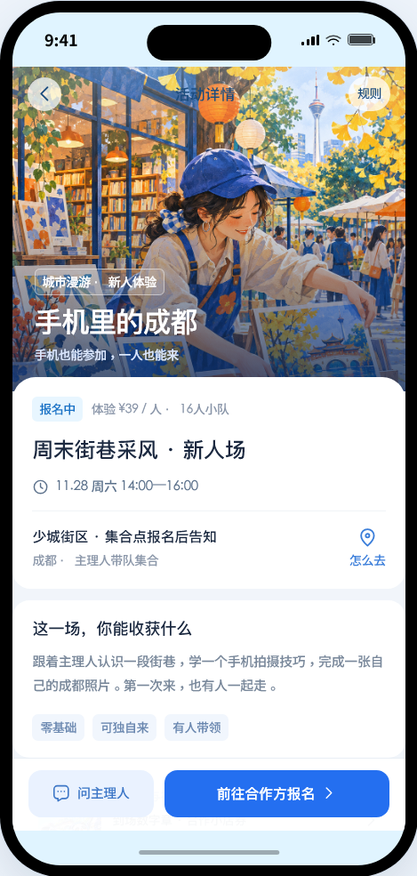 9:41
活动详情
规则
城市漫游 · 新人体验
手机里的成都
手机也能参加，一人也能来
报名中 体验 ¥39 / 人 · 16人小队
周末街巷采风 · 新人场
11.28 周六 14:00—16:00
少城街区 · 集合点报名后告知
成都 · 主理人带队集合
怎么去
这一场，你能收获什么
跟着主理人认识一段街巷，学一个手机拍摄技巧，完成一张自
己的成都照片。第一次来，也有人一起走。
零基础 可独自来 有人带领
问主理人
前往合作方报名